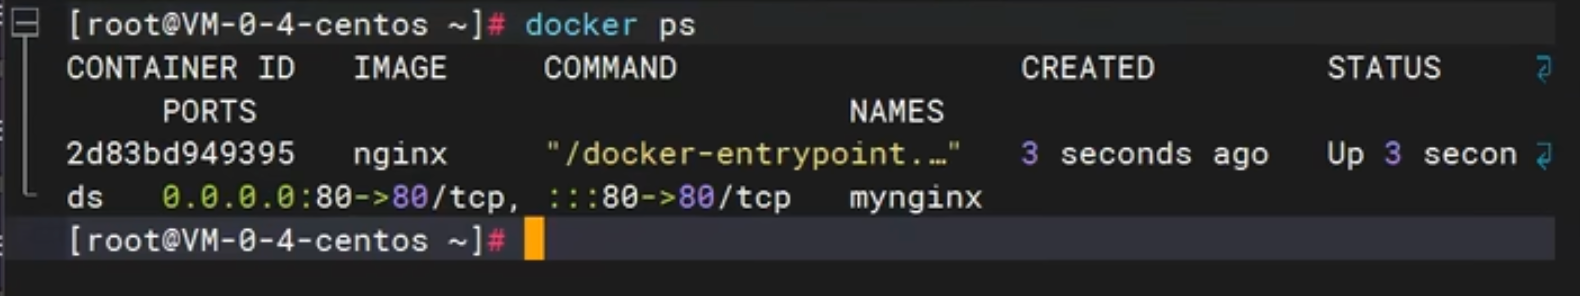 [root@VM-0-4-centos ~]# docker ps
CONTAINER ID   IMAGE     COMMAND                  CREATED         STATUS
     PORTS                               NAMES
2d83bd949395   nginx     "/docker-entrypoint.…"   3 seconds ago   Up 3 secon
ds   0.0.0.0:80->80/tcp, :::80->80/tcp   mynginx
[root@VM-0-4-centos ~]#